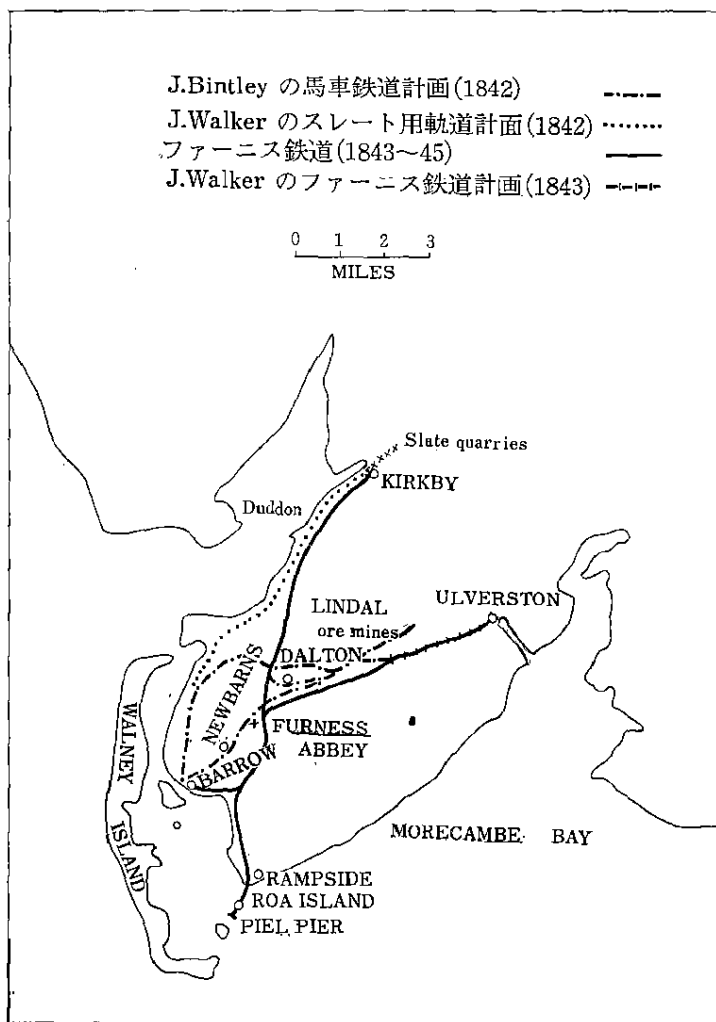 J.Bintley の馬車鉄道計画(1842)
J.Walker のスレート用軌道計面(1842)
ファーニス鉄道(1843〜45)
J.Walker のファーニス鉄道計画(1843)
0 1 2 3
MILES
Slate quarries
KIRKBY
Duddon
LINDAL
ore mines
ULVERSTON
DALTON
NEWBARNS
FURNESS
ABBEY
BARROW
WALNEY
ISLAND
MORECAMBE BAY
RAMPSIDE
ROA ISLAND
PIEL PIER